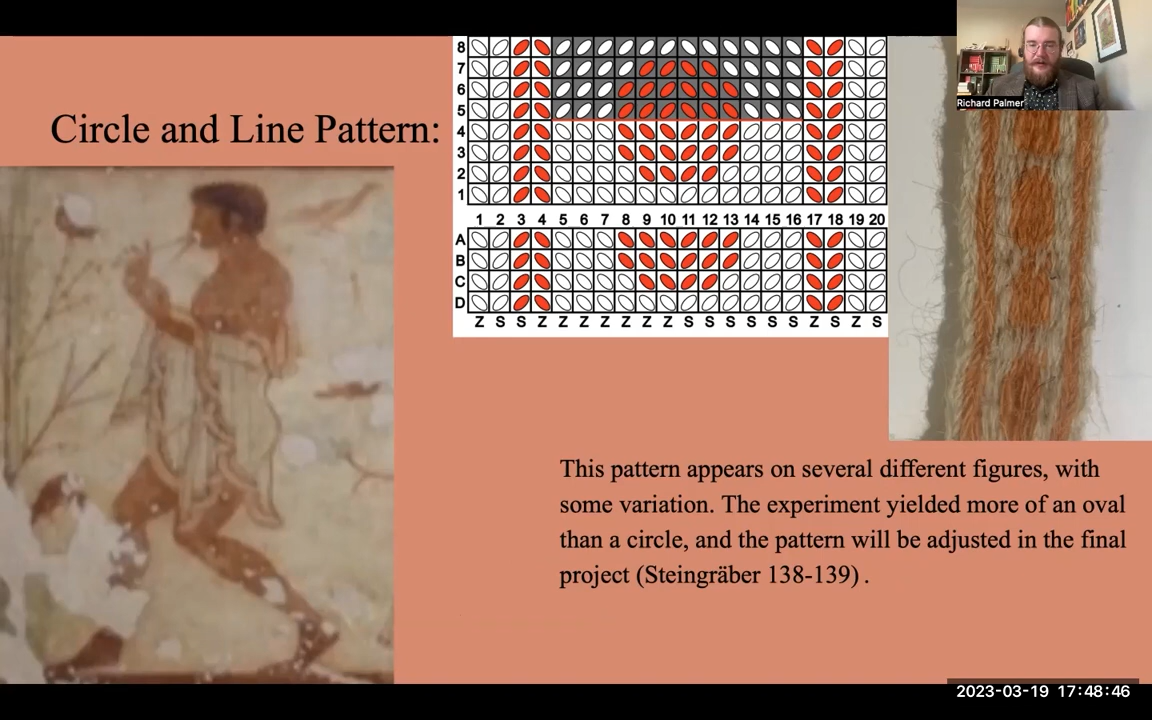 Richard Palmer
Circle and Line Pattern:
8
7
6
5
4
3
2
1
1 2 3 4 5 6 7 8 9 10 11 12 13 14 15 16 17 18 19 20
A
B
C
D
Z S S Z Z Z Z Z Z Z S S S S S S Z S Z S
This pattern appears on several different figures, with
some variation. The experiment yielded more of an oval
than a circle, and the pattern will be adjusted in the final
project (Steingräber 138-139) .
2023-03-19 17:48:46